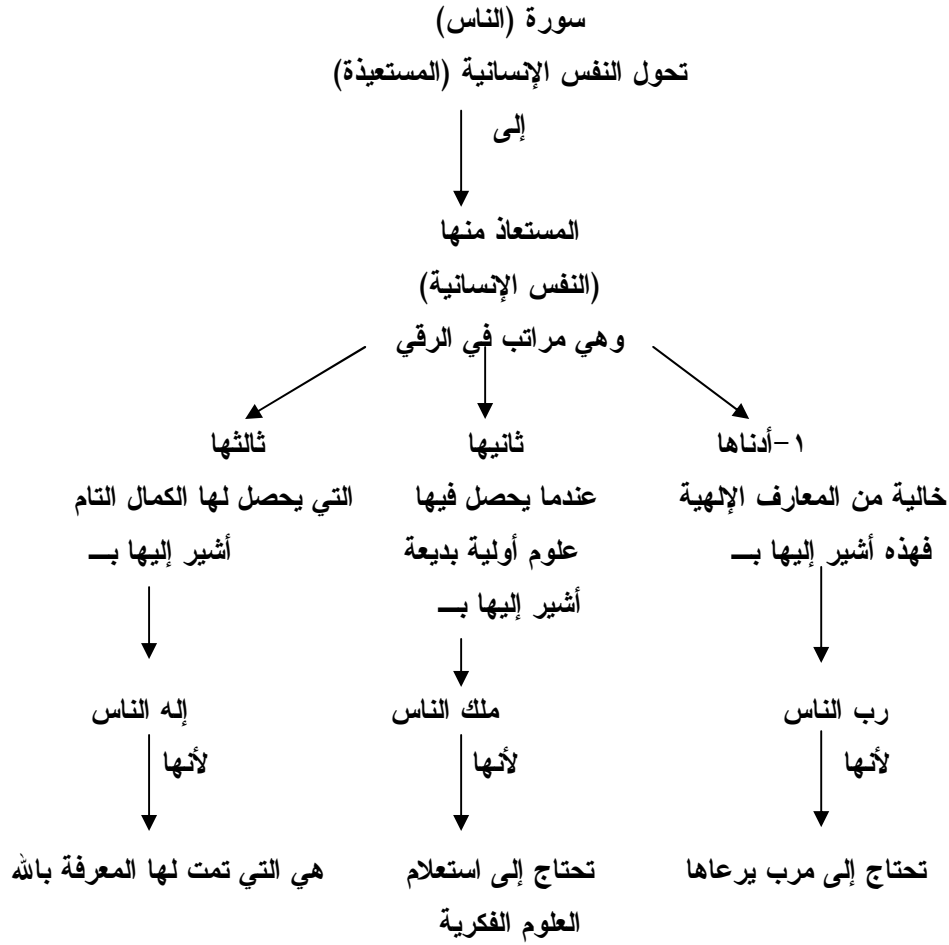 سورة (الناس)
تحول النفس الإنسانية (المستعيذة)
إلى
المستعاذ منها
(النفس الإنسانية)
وهي مراتب في الرقي
١-أدناها
خالية من المعارف الإلهية
فهذه أشير إليها بـــ
رب الناس
لأنها
تحتاج إلى مرب يرعاها
ثانيها
عندما يحصل فيها
علوم أولية بديعة
أشير إليها بـــ
ملك الناس
لأنها
تحتاج إلى استعلام
العلوم الفكرية
ثالثها
التي يحصل لها الكمال التام
أشير إليها بـــ
إله الناس
لأنها
هي التي تمت لها المعرفة بالله